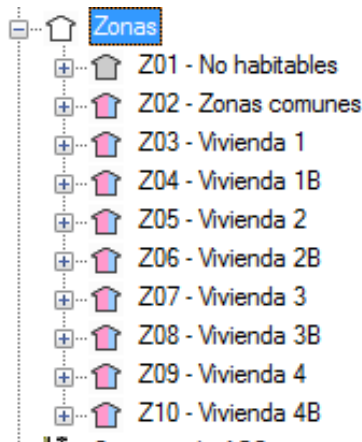 Zonas
Z01 - No habitables
Z02 - Zonas comunes
Z03 - Vivienda 1
Z04 - Vivienda 1B
Z05 - Vivienda 2
Z06 - Vivienda 2B
Z07 - Vivienda 3
Z08 - Vivienda 3B
Z09 - Vivienda 4
Z10 - Vivienda 4B